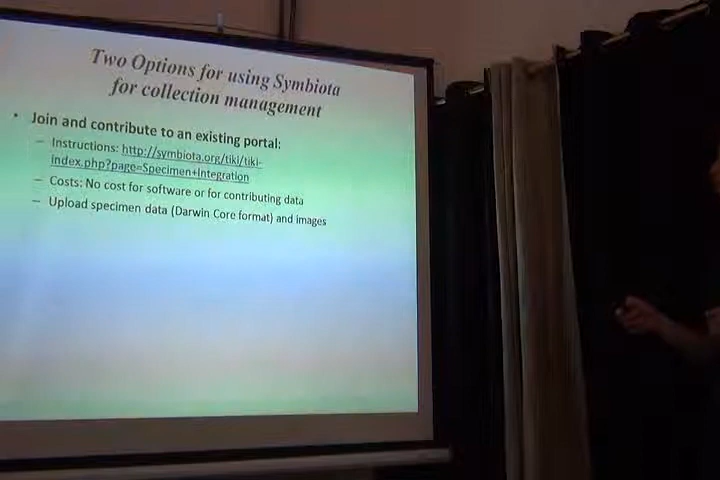 Two Options for using Symbiota
for collection management
• Join and contribute to an existing portal:
– Instructions: http://symbiota.org/tiki/tiki-
index.php?page=Specimen+Integration
– Costs: No cost for software or for contributing data
– Upload specimen data (Darwin Core format) and images